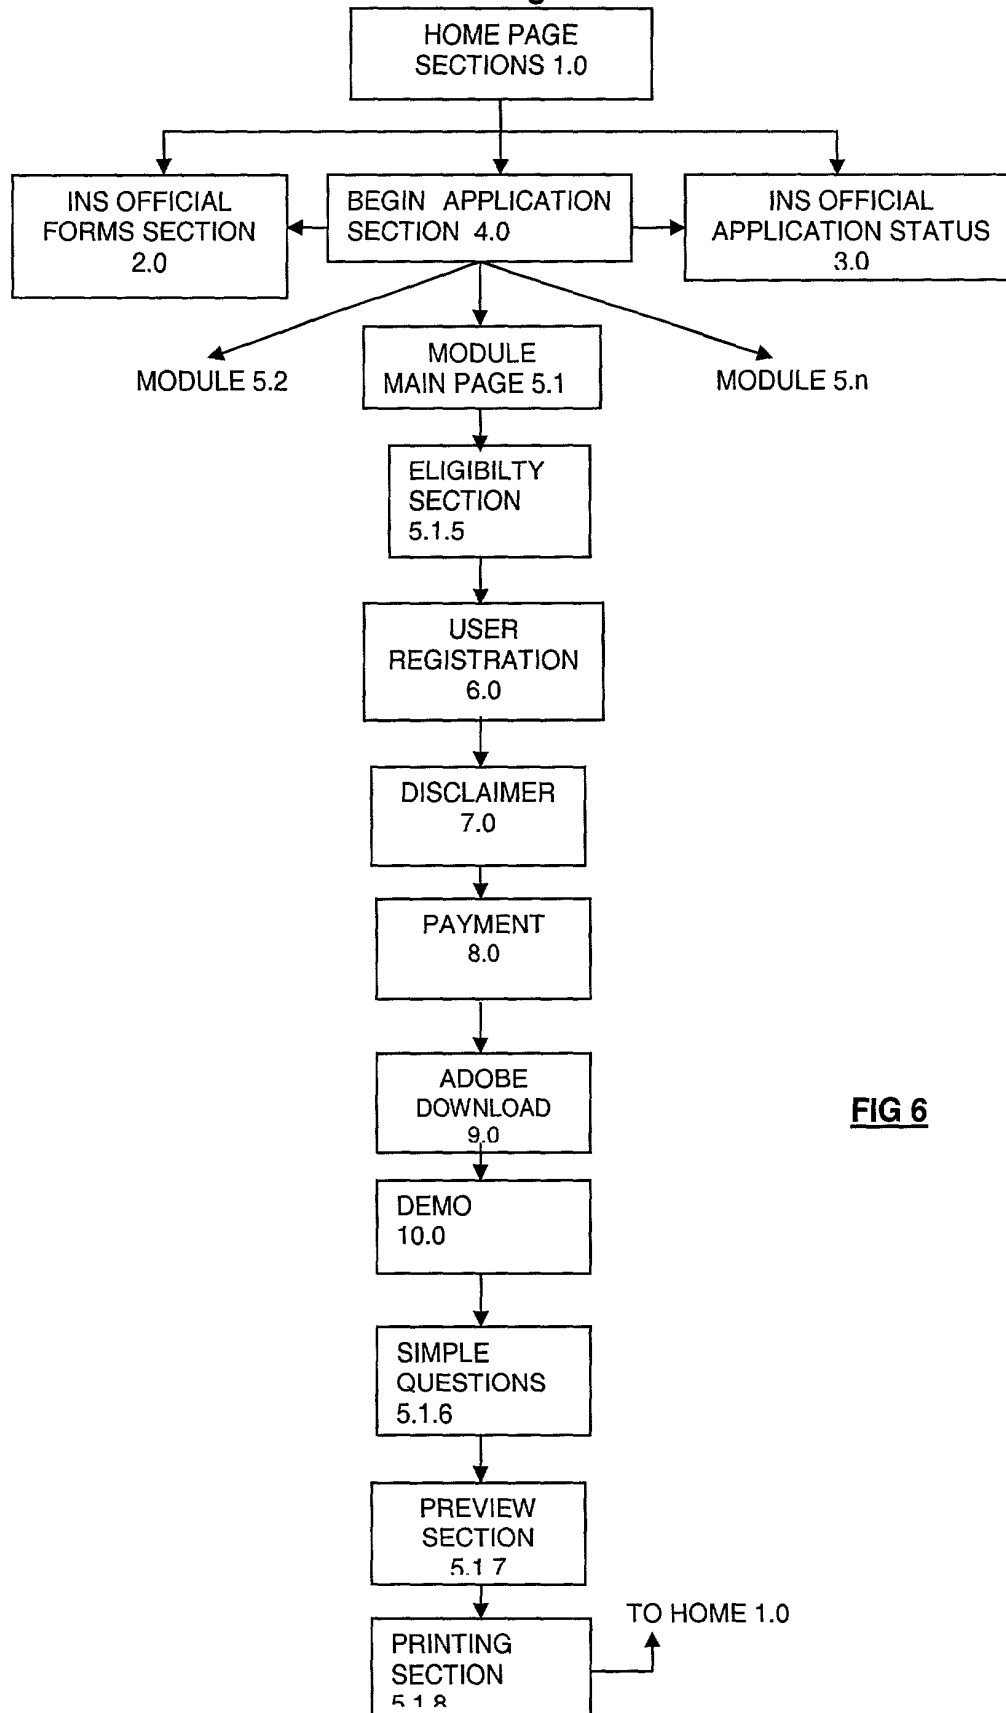 HOME PAGE
SECTIONS 1.0
INS OFFICIAL
FORMS SECTION
2.0
BEGIN APPLICATION
SECTION 4.0
INS OFFICIAL
APPLICATION STATUS
3.0
MODULE 5.2
MODULE
MAIN PAGE 5.1
MODULE 5.n
ELIGIBILTY
SECTION
5.1.5
USER
REGISTRATION
6.0
DISCLAIMER
7.0
PAYMENT
8.0
ADOBE
DOWNLOAD
9.0
FIG 6
DEMO
10.0
SIMPLE
QUESTIONS
5.1.6
PREVIEW
SECTION
5.1.7
TO HOME 1.0
PRINTING
SECTION
5.1.8